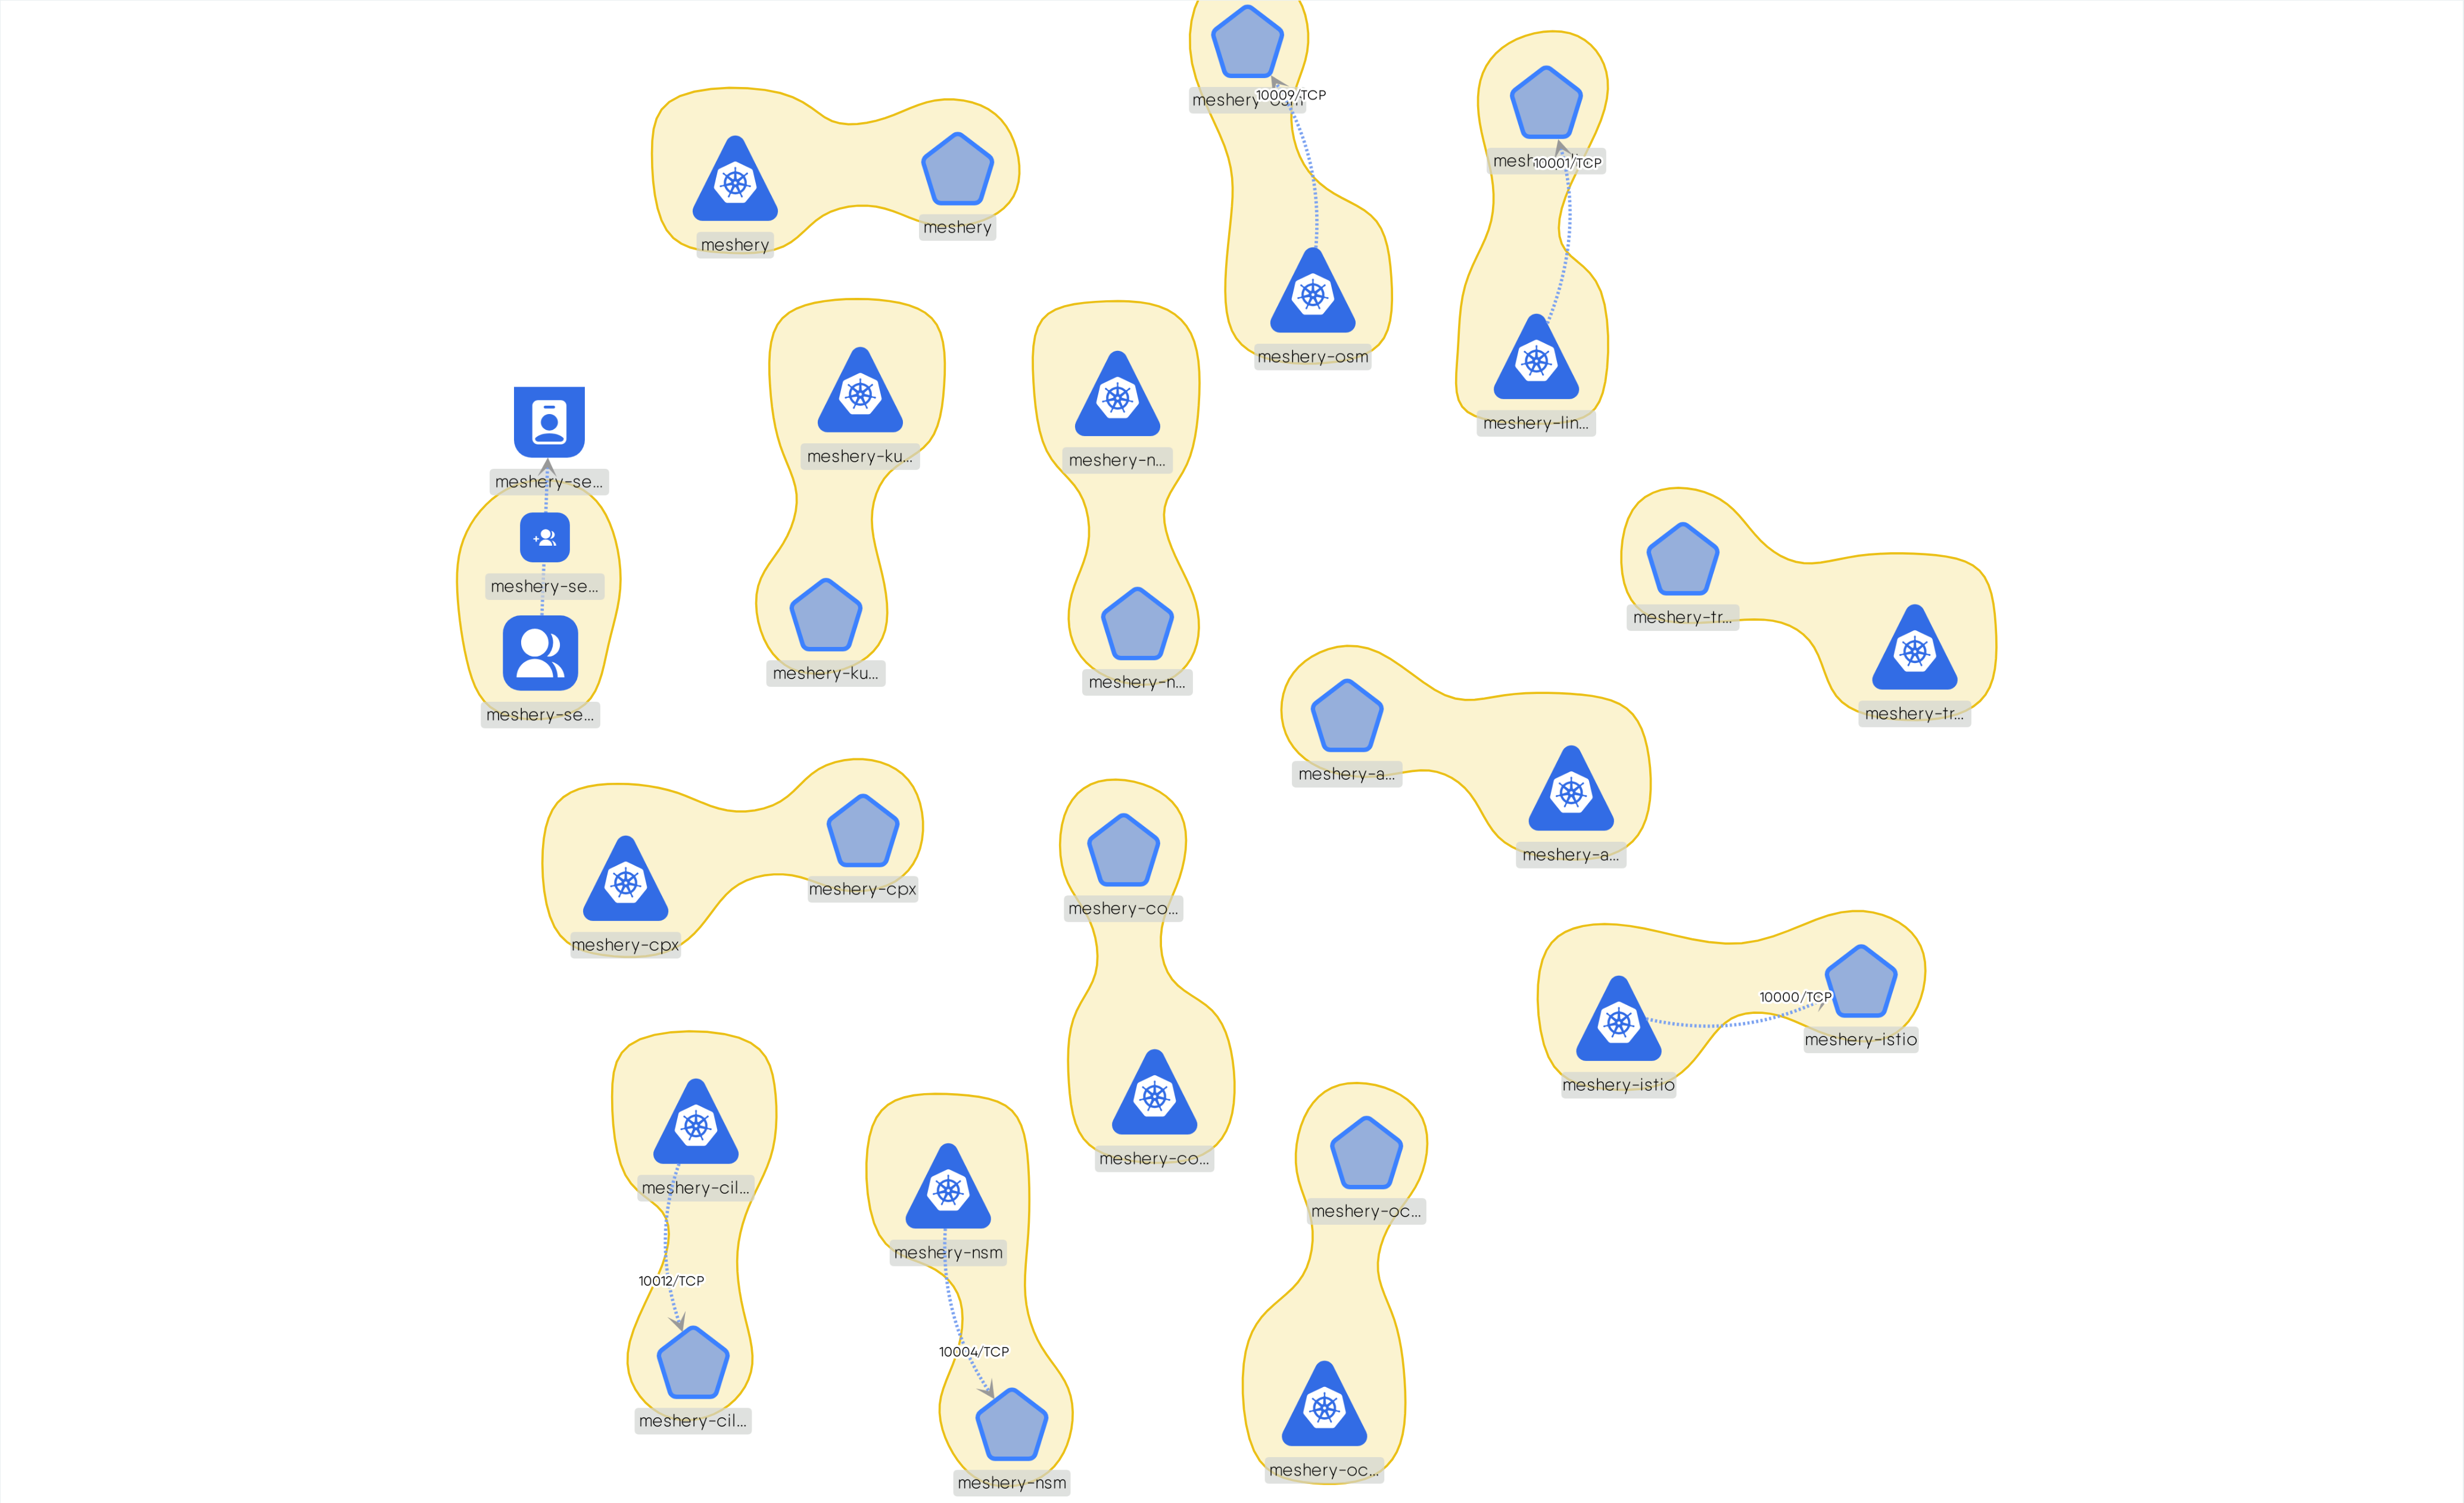 meshery-osm
10009/TCP
10001/TCP
meshery
meshery
meshery-osm
meshery-lin...
meshery-se...
meshery-ku...
meshery-n...
meshery-se...
meshery-tr...
meshery-ku...
meshery-n...
meshery-se...
meshery-tr...
meshery-a...
meshery-a...
meshery-cpx
meshery-co...
meshery-cpx
10000/TCP
meshery-istio
meshery-istio
meshery-co...
meshery-cil...
meshery-oc...
meshery-nsm
10012/TCP
10004/TCP
meshery-cil...
meshery-oc...
meshery-nsm